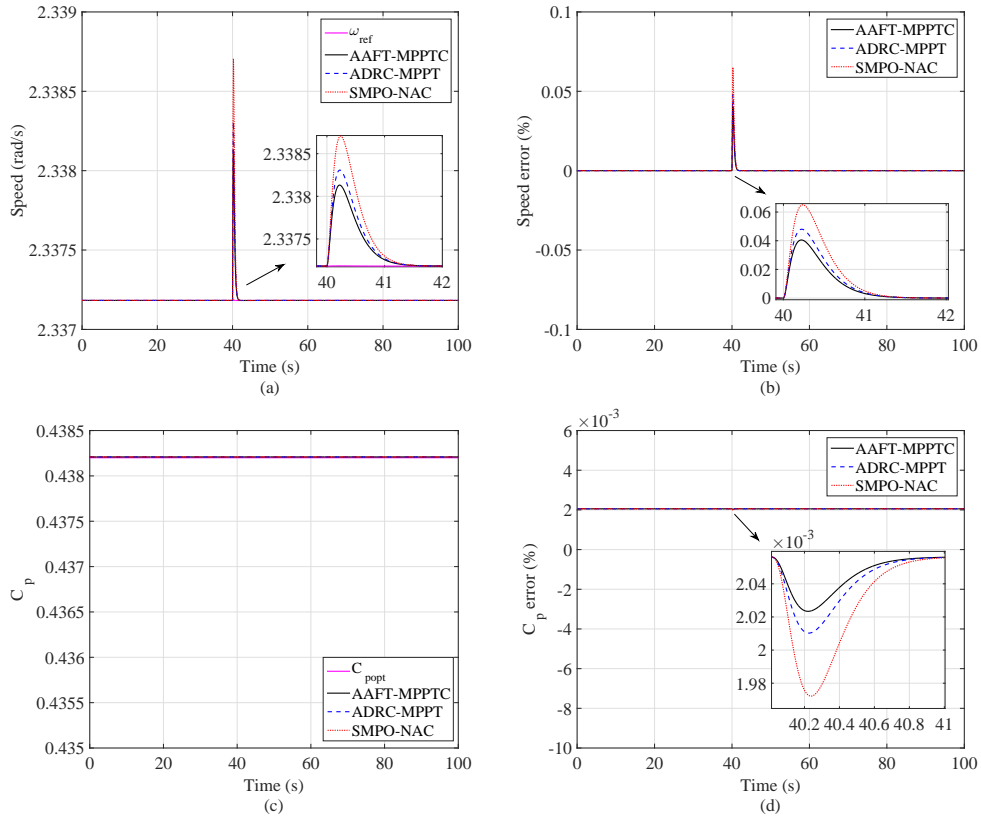 2.339
2.3385
2.338
2.3375
2.337
Speed (rad/s)
ω_ref
AAFT-MPPTC
ADRC-MPPT
SMPO-NAC
2.3385
2.338
2.3375
40 41 42
0 20 40 60 80 100
Time (s)
(a)
0.1
0.05
0
-0.05
-0.1
Speed error (%)
AAFT-MPPTC
ADRC-MPPT
SMPO-NAC
0.06
0.04
0.02
0
40 41 42
0 20 40 60 80 100
Time (s)
(b)
0.4385
0.438
0.4375
0.437
0.4365
0.436
0.4355
0.435
C_p
C_popt
AAFT-MPPTC
ADRC-MPPT
SMPO-NAC
0 20 40 60 80 100
Time (s)
(c)
×10^-3
6
4
2
0
-2
-4
-6
-8
-10
C_p error (%)
AAFT-MPPTC
ADRC-MPPT
SMPO-NAC
×10^-3
2.04
2.02
2
1.98
40.2 40.4 40.6 40.8 41
0 20 40 60 80 100
Time (s)
(d)